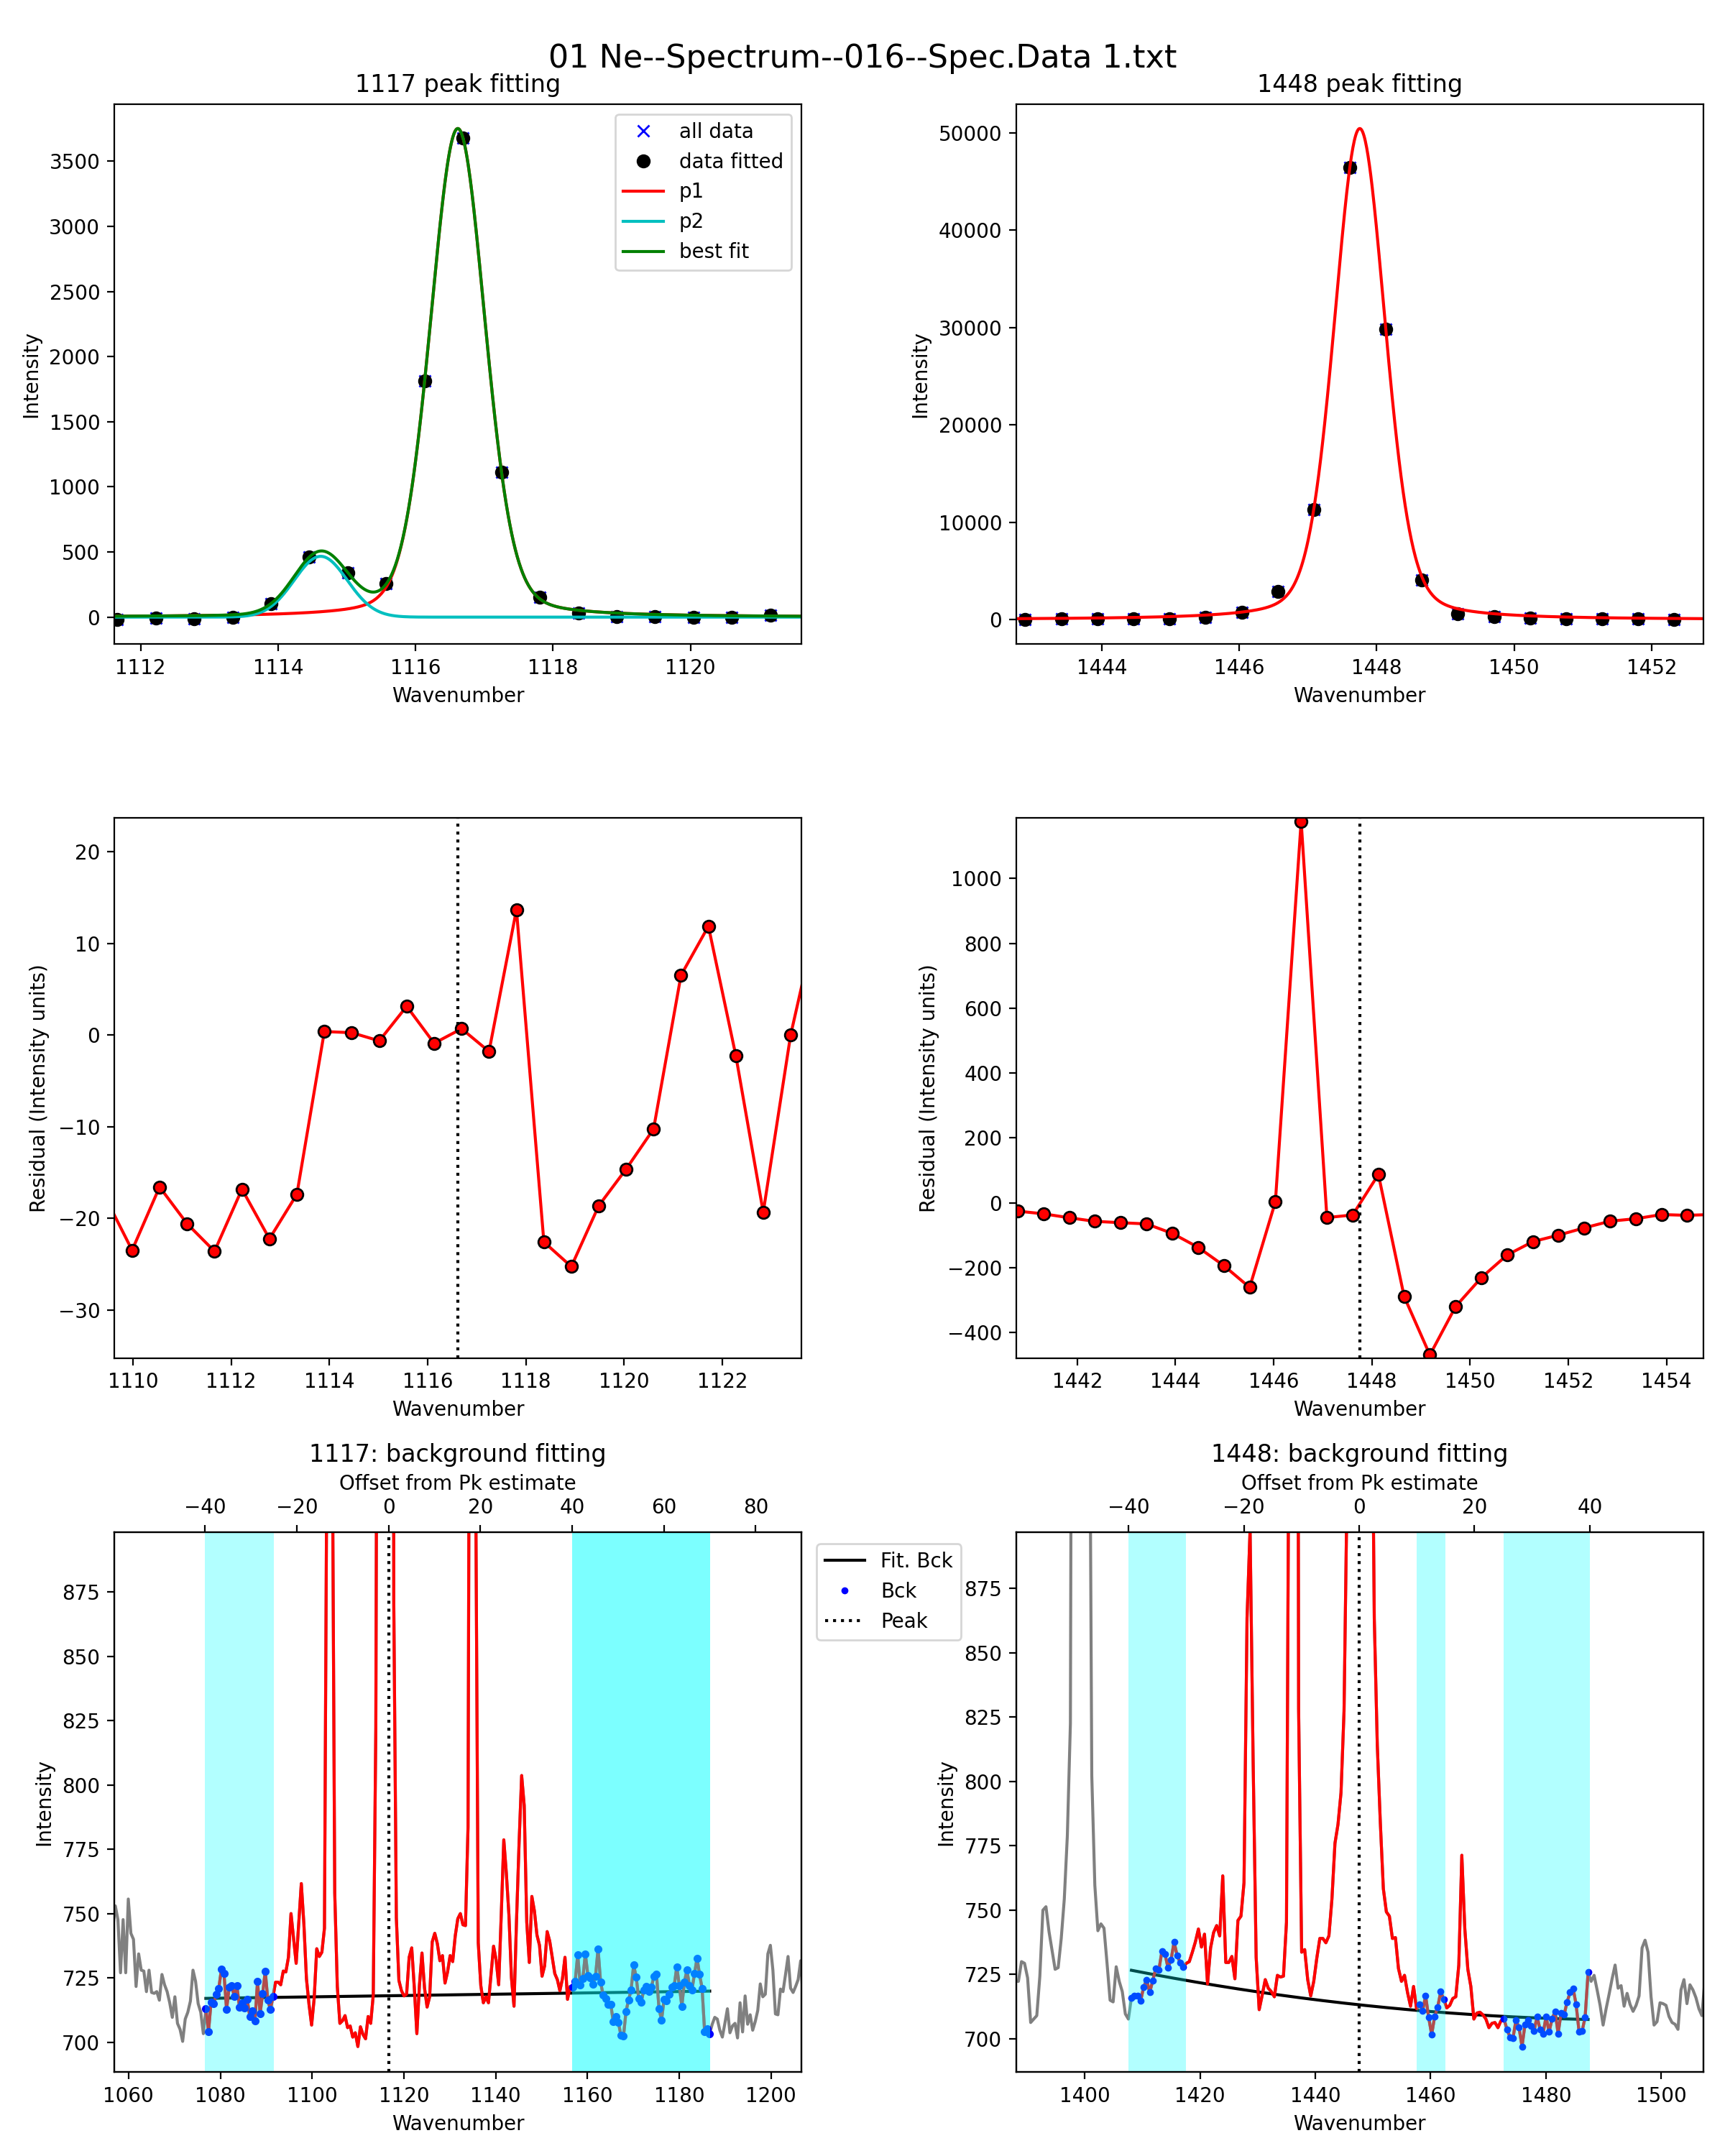 01 Ne--Spectrum--016--Spec.Data 1.txt
1117 peak fitting
3500
3000
2500
2000
1500
1000
500
0
Intensity
all data
data fitted
p1
p2
best fit
1112 1114 1116 1118 1120
Wavenumber
1448 peak fitting
50000
40000
30000
20000
10000
0
Intensity
1444 1446 1448 1450 1452
Wavenumber
20
10
0
−10
−20
−30
Residual (Intensity units)
1110 1112 1114 1116 1118 1120 1122
Wavenumber
1000
800
600
400
200
0
−200
−400
Residual (Intensity units)
1442 1444 1446 1448 1450 1452 1454
Wavenumber
1117: background fitting
Offset from Pk estimate
−40 −20 0 20 40 60 80
875
850
825
800
775
750
725
700
Intensity
1060 1080 1100 1120 1140 1160 1180 1200
Wavenumber
Fit. Bck
Bck
Peak
1448: background fitting
Offset from Pk estimate
−40 −20 0 20 40
875
850
825
800
775
750
725
700
Intensity
1400 1420 1440 1460 1480 1500
Wavenumber